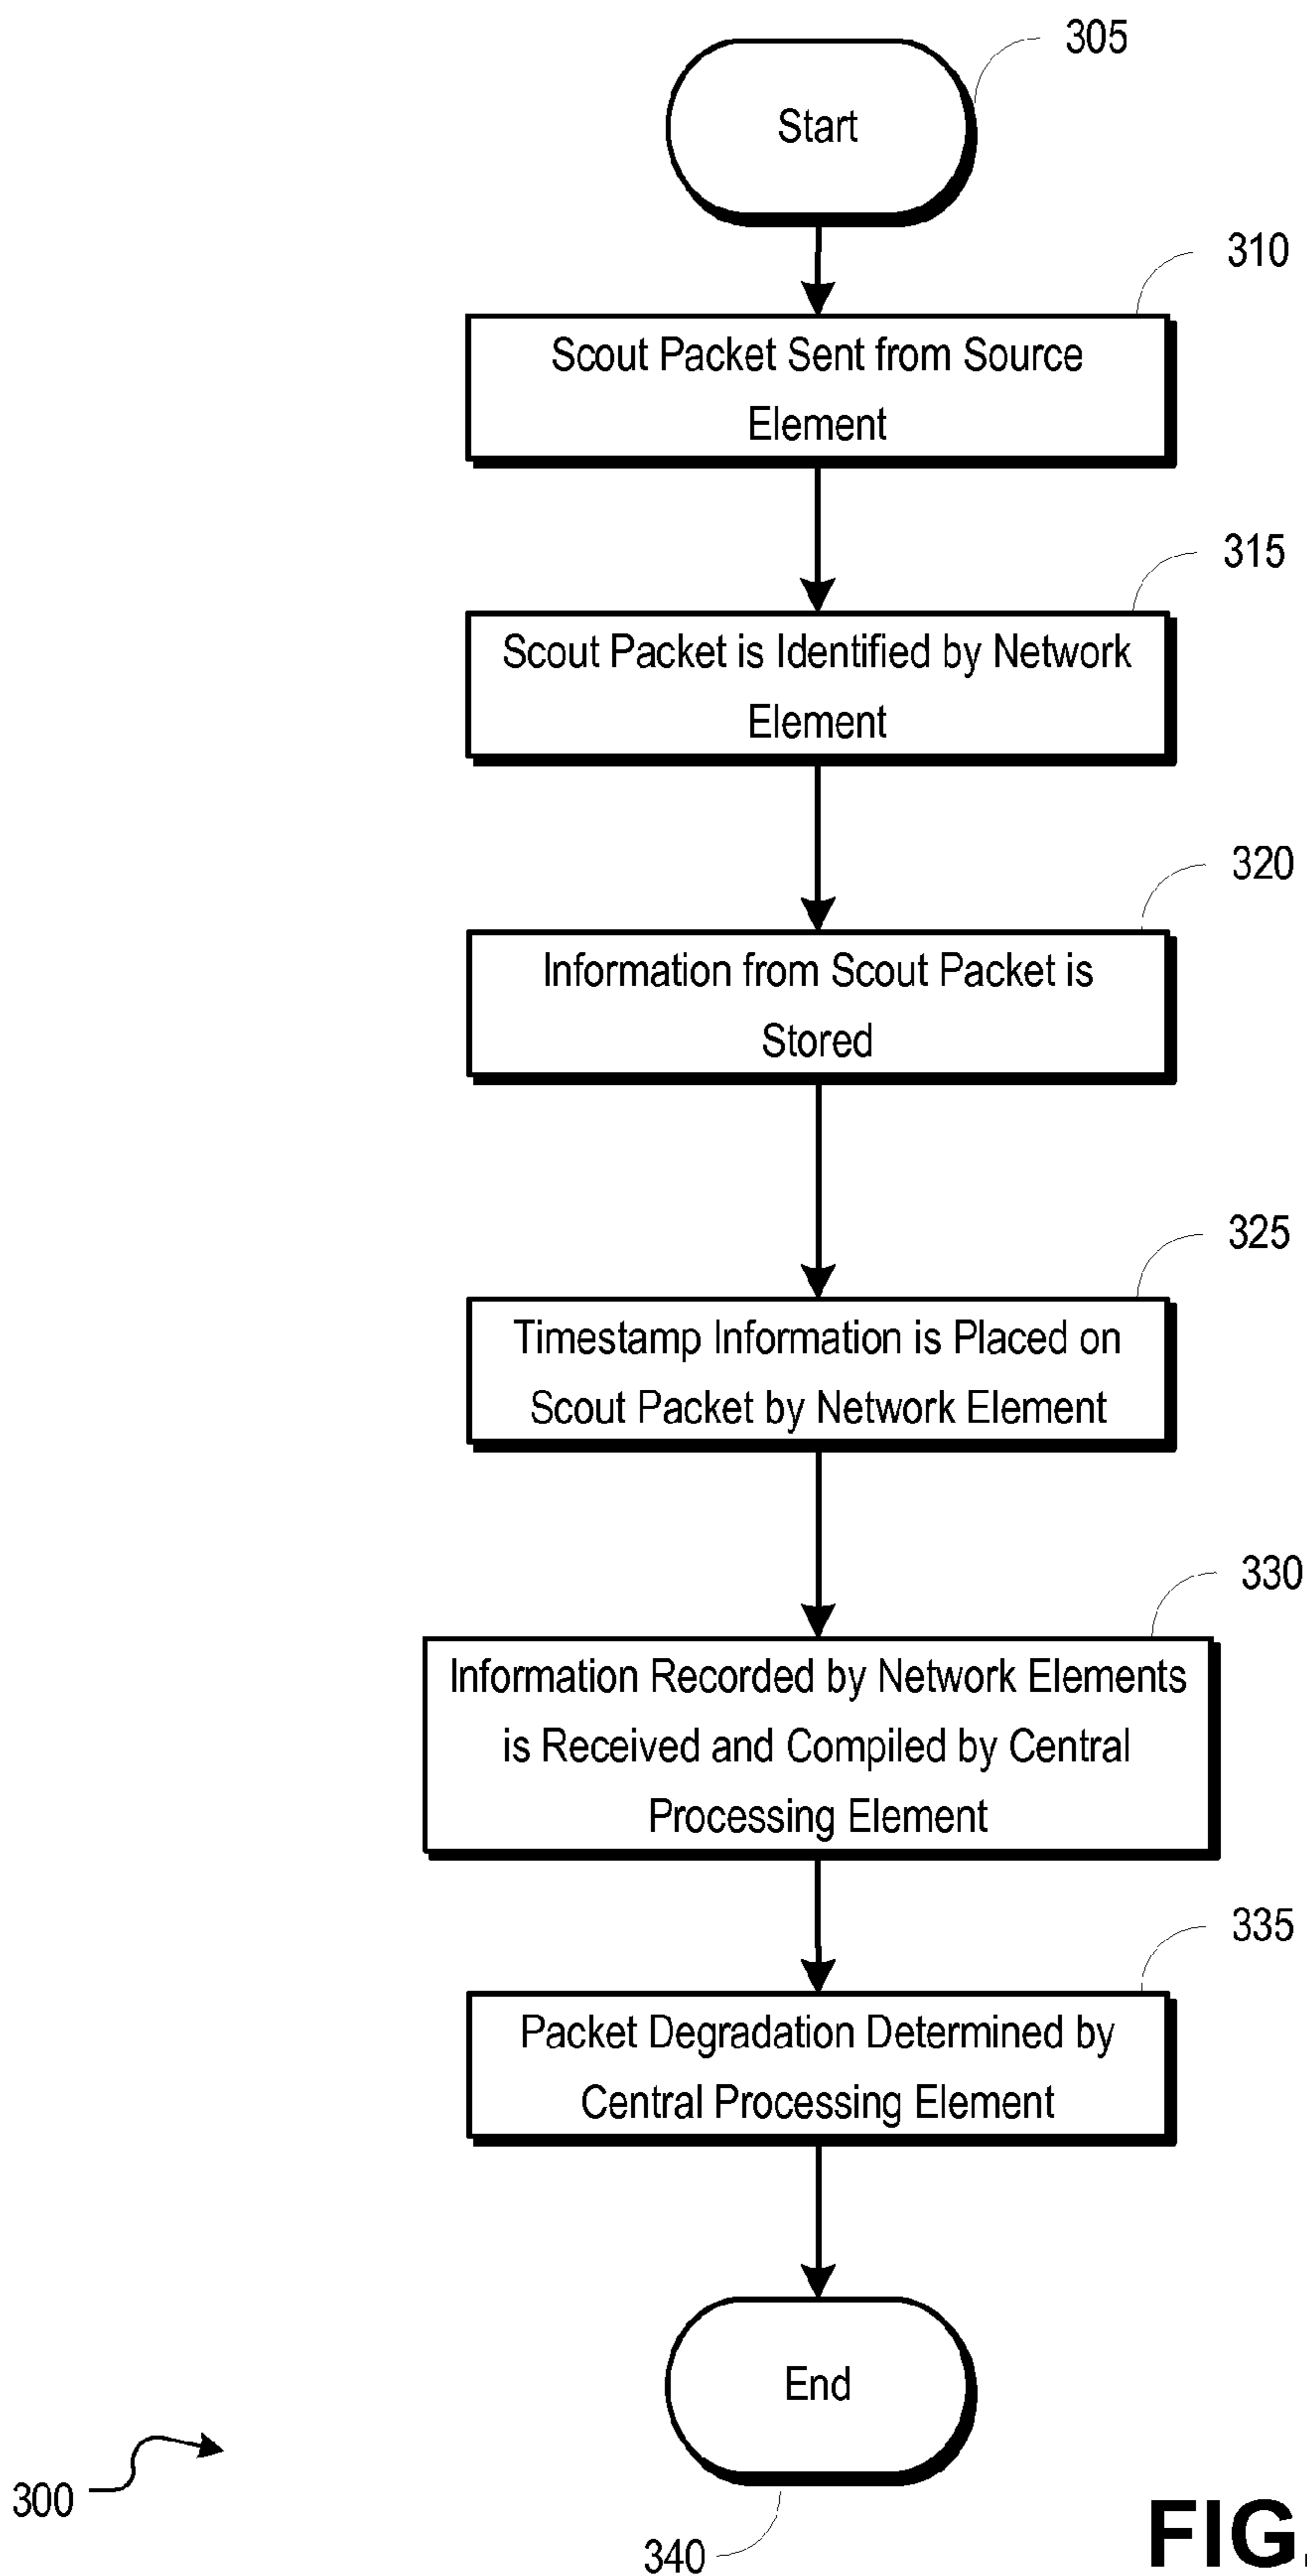 305
Start
310
Scout Packet Sent from Source
Element
315
Scout Packet is Identified by Network
Element
320
Information from Scout Packet is
Stored
325
Timestamp Information is Placed on
Scout Packet by Network Element
330
Information Recorded by Network Elements
is Received and Compiled by Central
Processing Element
335
Packet Degradation Determined by
Central Processing Element
End
300
340
FIG.